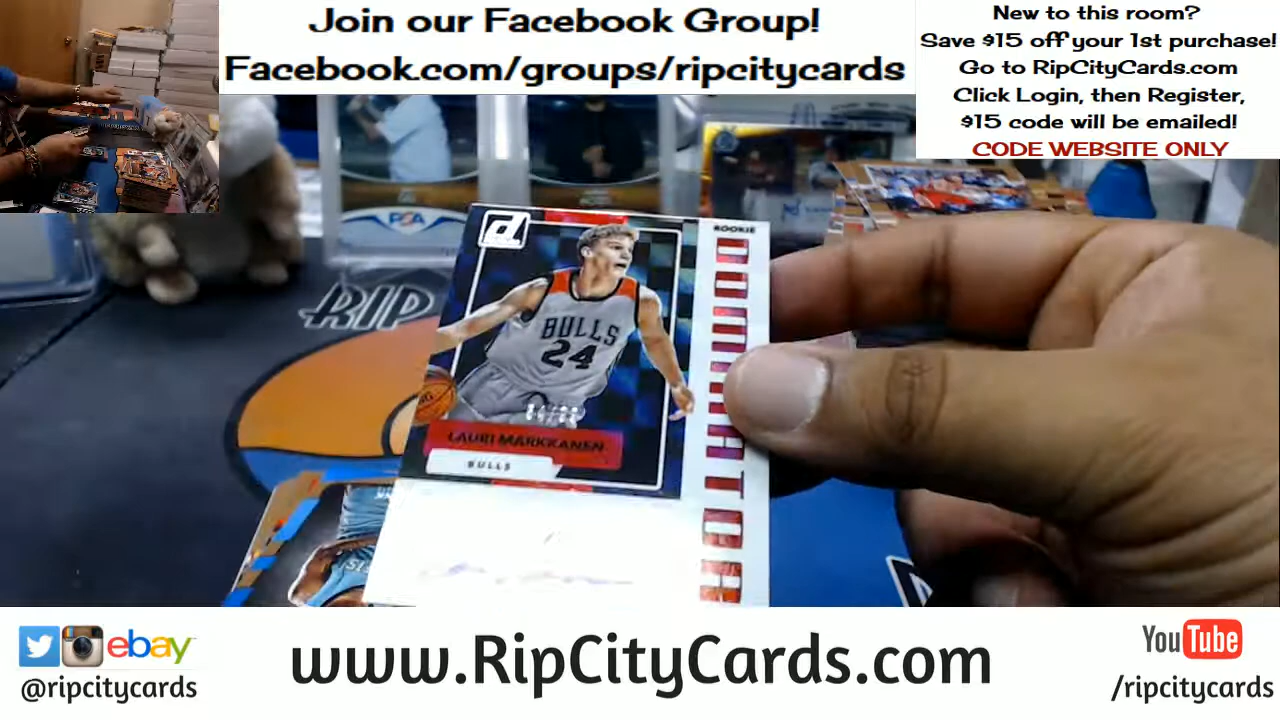 Join our Facebook Group!
Facebook.com/groups/ripcitycards
New to this room?
Save $15 off your 1st purchase!
Go to RipCityCards.com
Click Login, then Register,
$15 code will be emailed!
CODE WEBSITE ONLY
PSA
RIP
d
ROOKIE
BULLS
24
LAURI MARKKANEN
BULLS
ebay
@ripcitycards
www.RipCityCards.com
YouTube
/ripcitycards